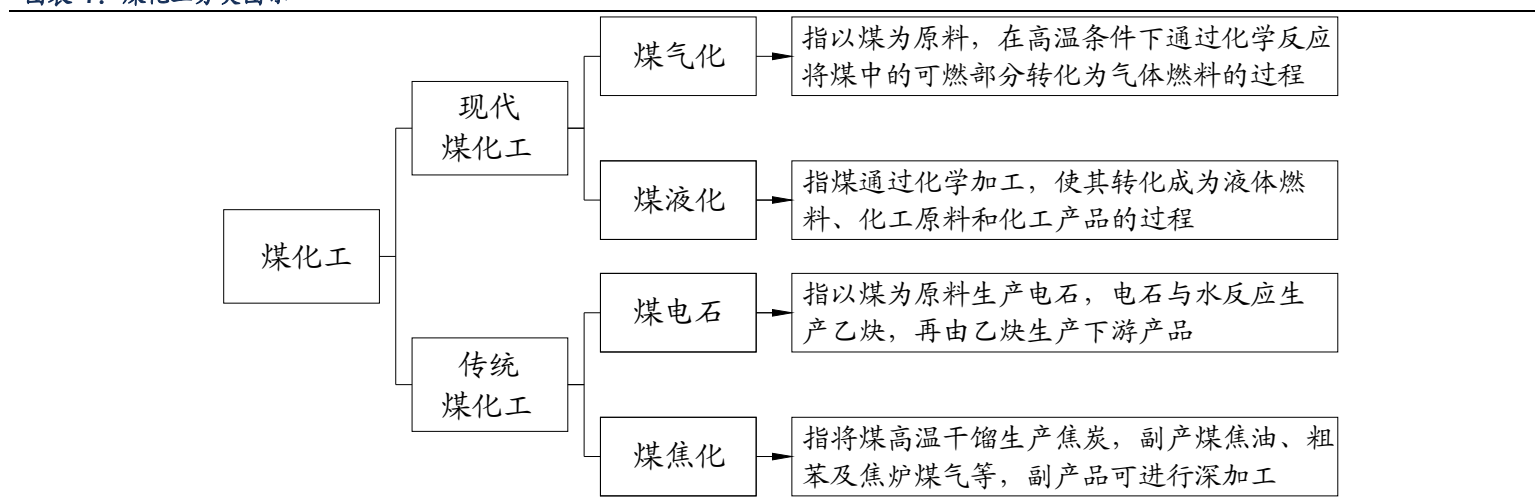 煤气化
指以煤为原料，在高温条件下通过化学反应
将煤中的可燃部分转化为气体燃料的过程
现代
煤化工
煤液化
指煤通过化学加工，使其转化成为液体燃
料、化工原料和化工产品的过程
煤化工
煤电石
指以煤为原料生产电石，电石与水反应生
产乙炔，再由乙炔生产下游产品
传统
煤化工
煤焦化
指将煤高温干馏生产焦炭，副产煤焦油、粗
苯及焦炉煤气等，副产品可进行深加工